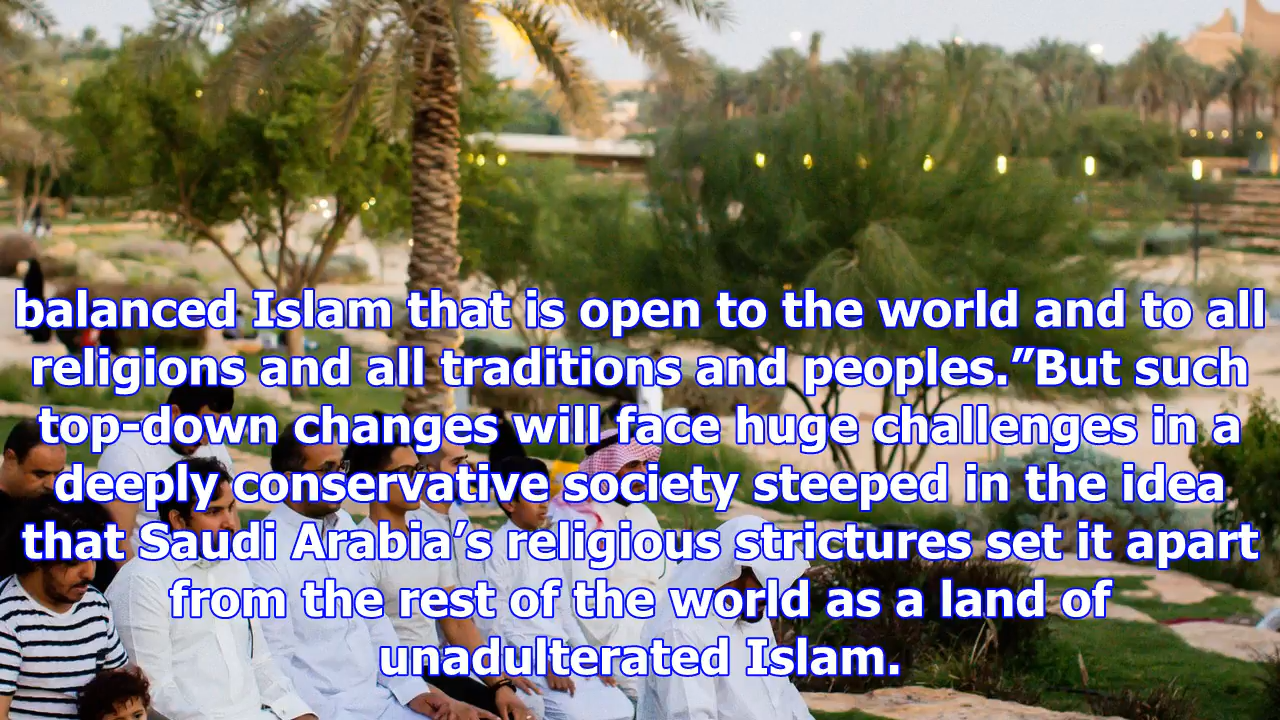 balanced Islam that is open to the world and to all
religions and all traditions and peoples.”But such
top-down changes will face huge challenges in a
deeply conservative society steeped in the idea
that Saudi Arabia’s religious strictures set it apart
from the rest of the world as a land of
unadulterated Islam.